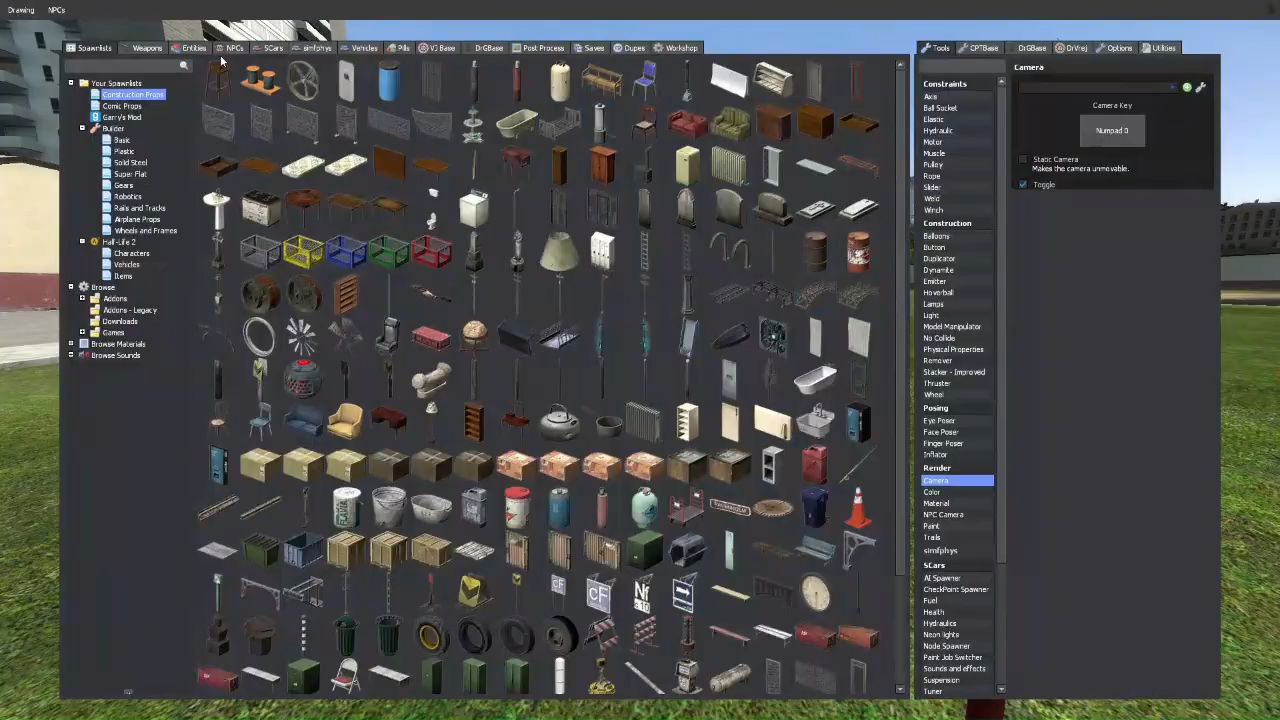 Drawing NPCs
Spawnlists Weapons Entities NPCs SCars simfphys Vehicles Pills VJ Base DrGBase Post Process Saves Dupes Workshop
Your Spawnlists
Construction Props
Comic Props
Garry's Mod
Builder
Basic
Plastic
Solid Steel
Super Flat
Gears
Robotics
Rails and Tracks
Airplane Props
Wheels and Frames
Half-Life 2
Characters
Vehicles
Items
Browse
Addons
Addons - Legacy
Downloads
Games
Browse Materials
Browse Sounds
RAVENHOLM
CF
CF
Tools CPTBase DrGBase DrVrej Options Utilities
Constraints
Axis
Ball Socket
Elastic
Hydraulic
Motor
Muscle
Pulley
Rope
Slider
Weld
Winch
Construction
Balloons
Button
Duplicator
Dynamite
Emitter
Hoverball
Lamps
Light
Model Manipulator
No Collide
Physical Properties
Remover
Stacker - Improved
Thruster
Wheel
Posing
Eye Poser
Face Poser
Finger Poser
Inflator
Render
Camera
Color
Material
NPC Camera
Paint
Trails
simfphys
SCars
AI Spawner
CheckPoint Spawner
Fuel
Health
Hydraulics
Neon lights
Node Spawner
Paint Job Switcher
Sounds and effects
Suspension
Tuner
Camera
Camera Key
Numpad 0
Static Camera
Makes the camera unmovable.
Toggle